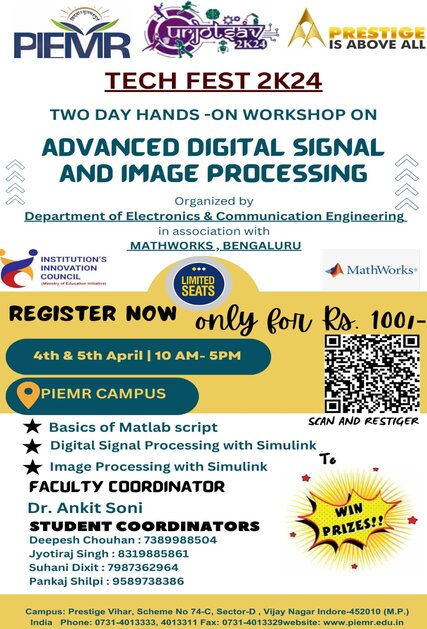 PIEMR
urjotsav
2K24
PRESTIGE
IS ABOVE ALL
TECH FEST 2K24
TWO DAY HANDS -ON WORKSHOP ON
ADVANCED DIGITAL SIGNAL
AND IMAGE PROCESSING
Organized by
Department of Electronics & Communication Engineering
in association with
MATHWORKS , BENGALURU
INSTITUTION'S
INNOVATION
COUNCIL
(Ministry of Education Initiative)
LIMITED
SEATS
MathWorks®
REGISTER NOW only for Rs. 100/-
4th & 5th April | 10 AM- 5PM
PIEMR CAMPUS
SCAN AND RESTIGER
Basics of Matlab script
Digital Signal Processing with Simulink
Image Processing with Simulink
To
WIN
PRIZES!!
FACULTY COORDINATOR
Dr. Ankit Soni
STUDENT COORDINATORS
Deepesh Chouhan : 7389988504
Jyotiraj Singh : 8319885861
Suhani Dixit : 7987362964
Pankaj Shilpi : 9589738386
Campus: Prestige Vihar, Scheme No 74-C, Sector-D , Vijay Nagar Indore-452010 (M.P.)
India Phone: 0731-4013333, 4013311 Fax: 0731-4013329website: www.piemr.edu.in